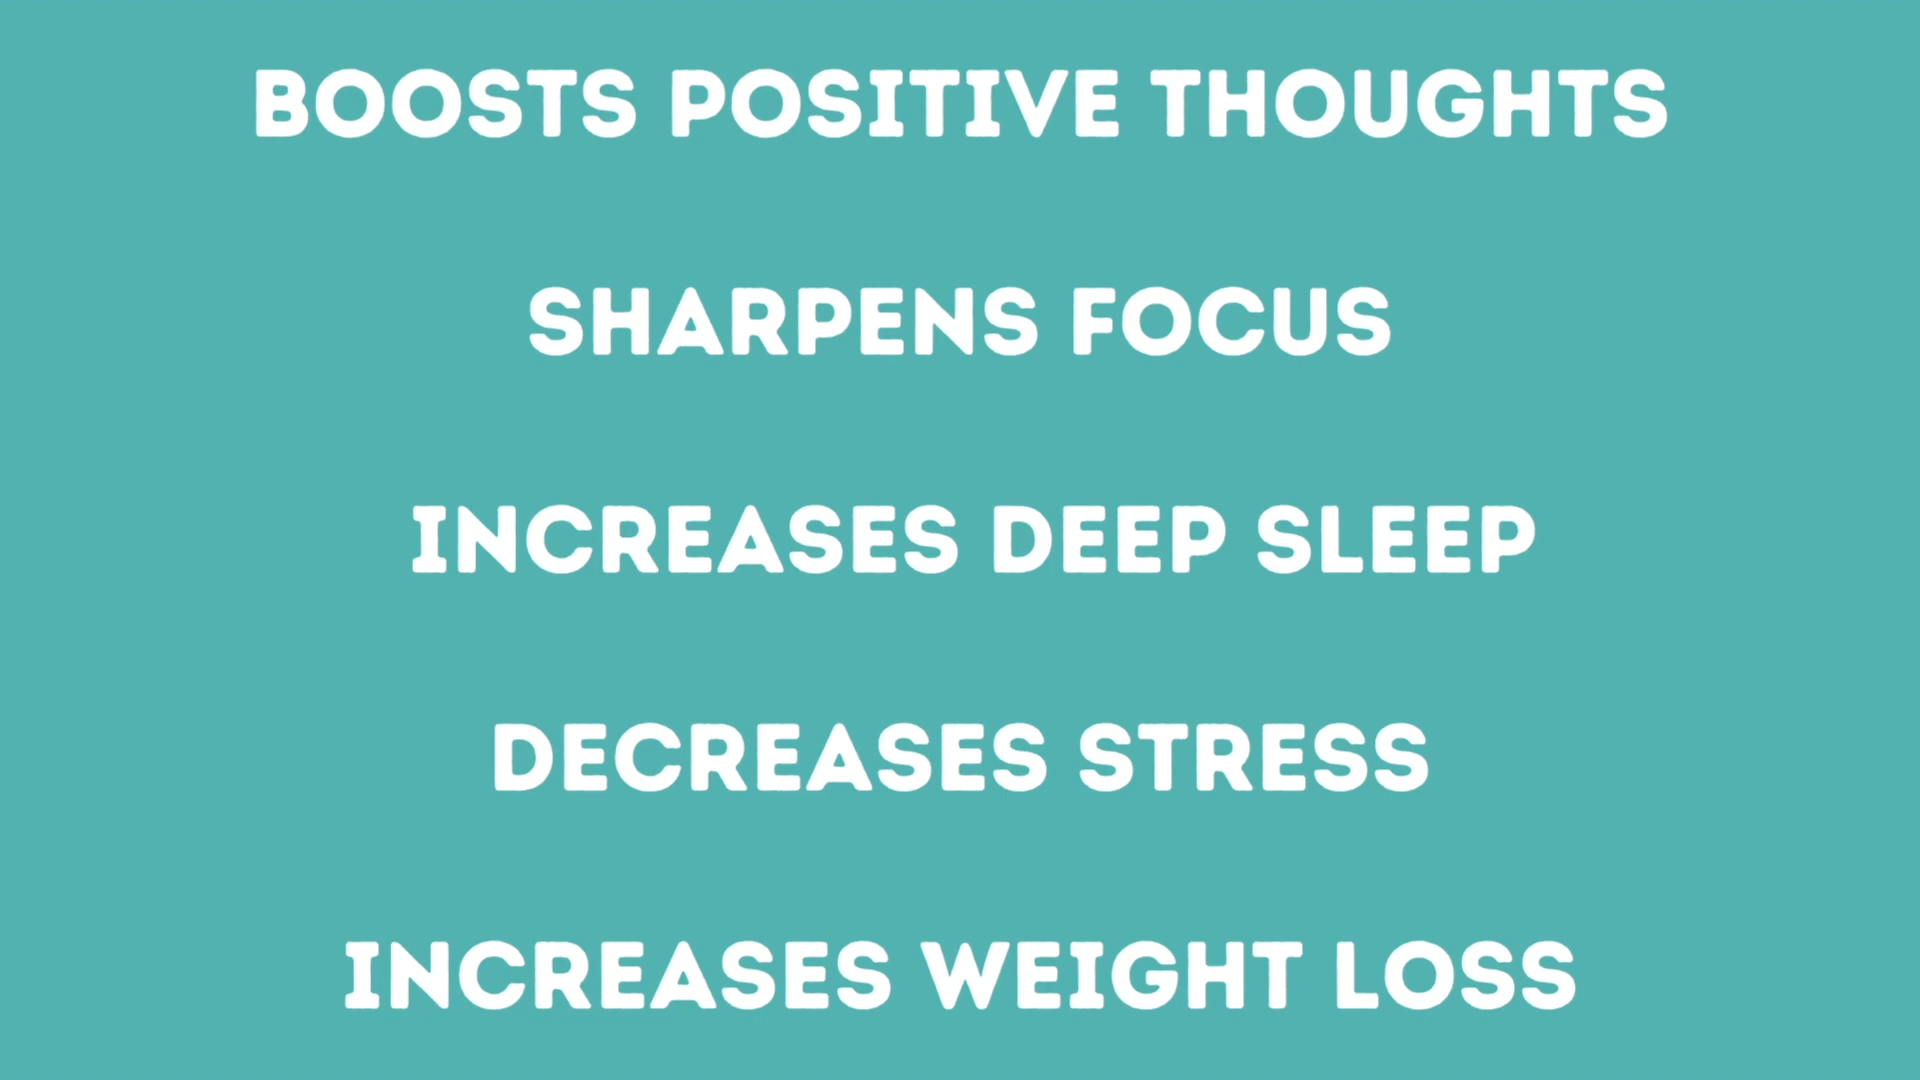 BOOSTS POSITIVE THOUGHTS
SHARPENS FOCUS
INCREASES DEEP SLEEP
DECREASES STRESS
INCREASES WEIGHT LOSS